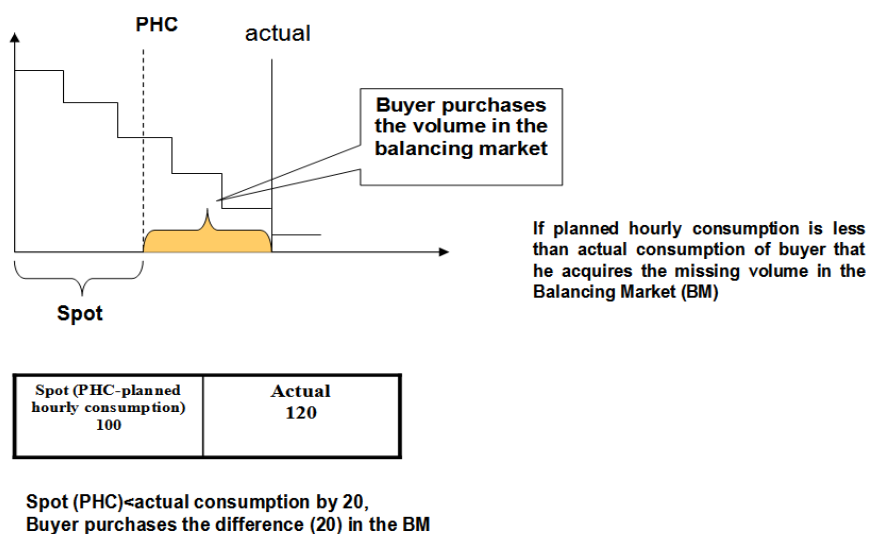 PHC
actual
Buyer purchases
the volume in the
balancing market
If planned hourly consumption is less
than actual consumption of buyer that
he acquires the missing volume in the
Balancing Market (BM)
Spot
Spot (PHC-planned
hourly consumption)
100
Actual
120
Spot (PHC)<actual consumption by 20,
Buyer purchases the difference (20) in the BM